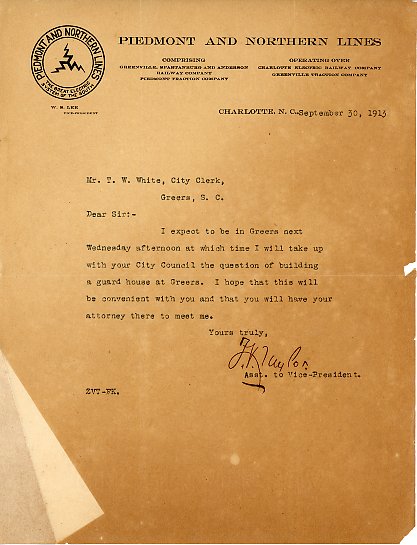 PIEDMONT AND NORTHERN LINES
THE GREAT ELECTRIC SYSTEM OF THE SOUTH
W. S. LEE
VICE-PRESIDENT
PIEDMONT AND NORTHERN LINES
COMPRISING
GREENVILLE, SPARTANBURG AND ANDERSON
RAILWAY COMPANY
PIEDMONT TRACTION COMPANY
OPERATING OVER
CHARLOTTE ELECTRIC RAILWAY COMPANY
GREENVILLE TRACTION COMPANY
CHARLOTTE, N. C. September 30, 1913
Mr. T. W. White, City Clerk,
Greers, S. C.
Dear Sir:-
I expect to be in Greers next
Wednesday afternoon at which time I will take up
with your City Council the question of building
a guard house at Greers. I hope that this will
be convenient with you and that you will have your
attorney there to meet me.
Yours truly,
Taylor
Asst. to Vice-President.
ZVT-FK.